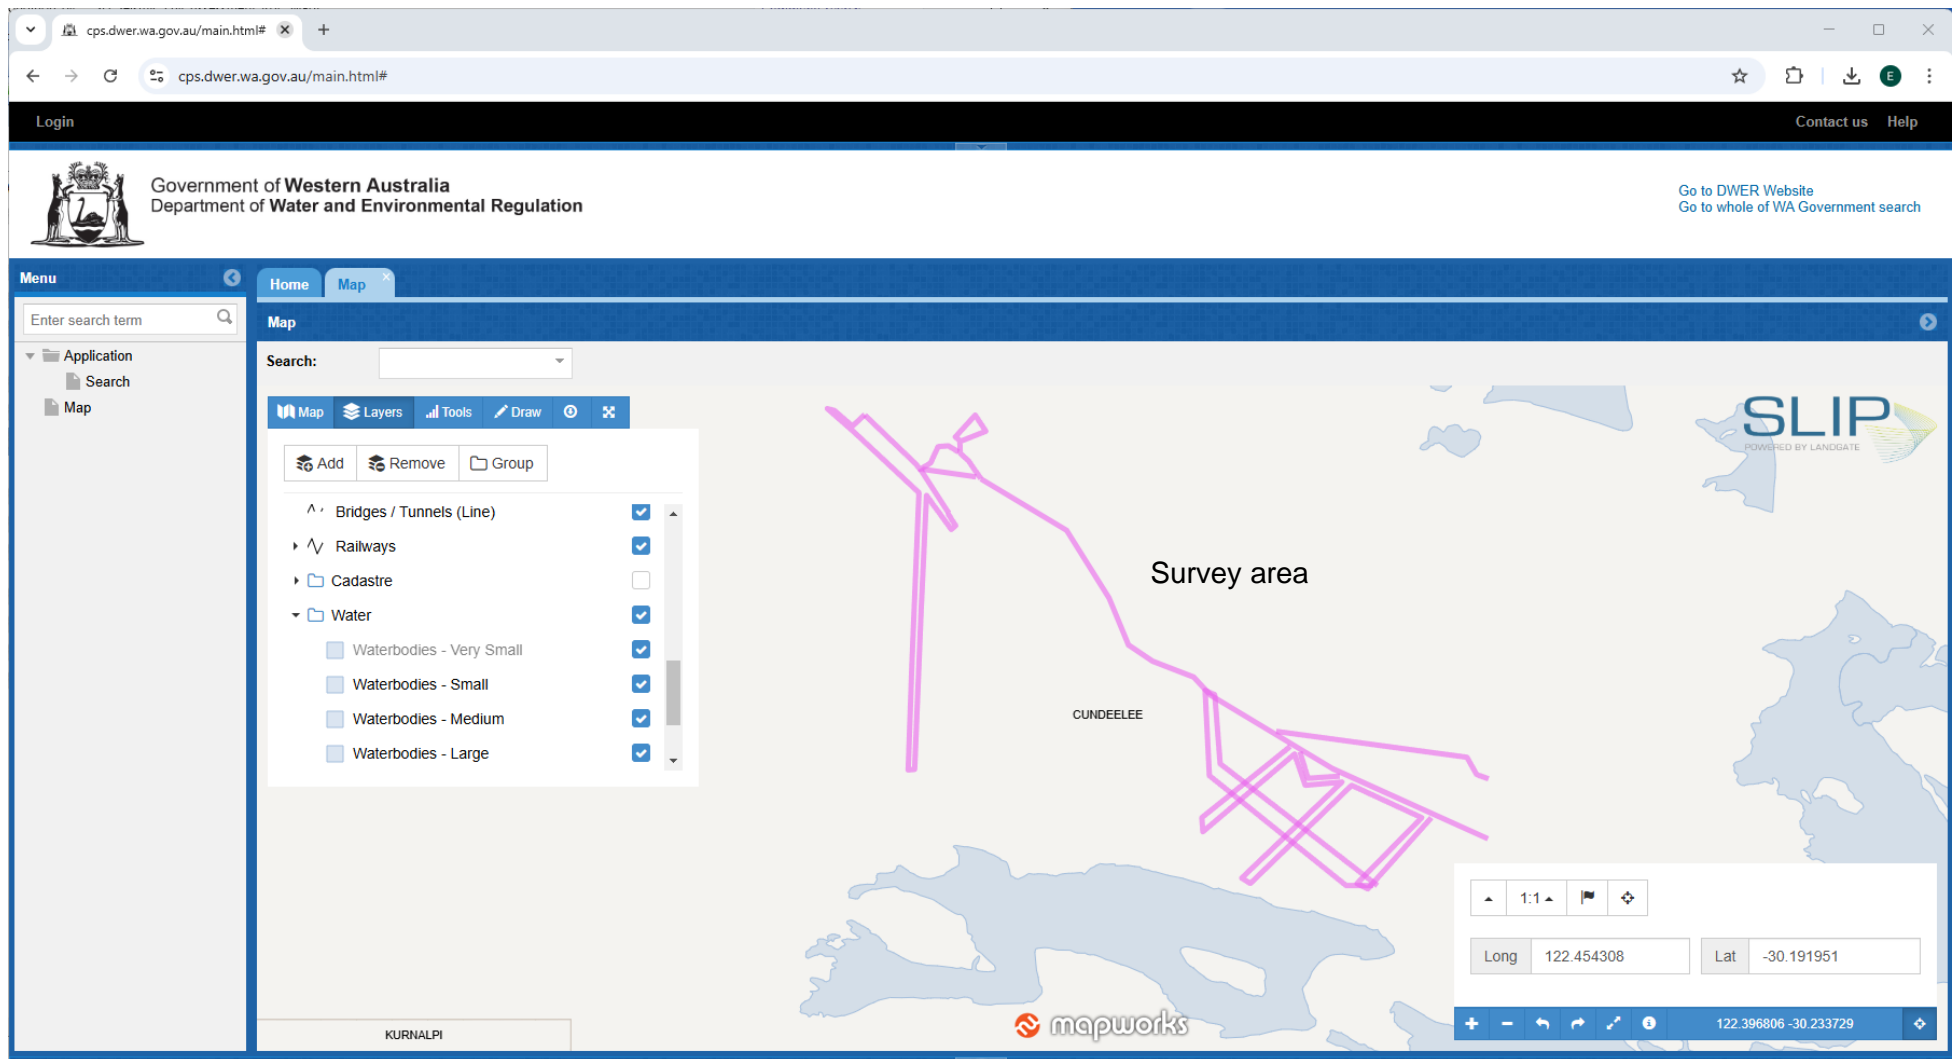 cps.dwer.wa.gov.au/main.html#
cps.dwer.wa.gov.au/main.html#
E
Login
Contact us Help
Government of Western Australia
Department of Water and Environmental Regulation
Go to DWER Website
Go to whole of WA Government search
Menu
Home Map
Enter search term
Map
Application
Search:
Search
Map
Map Layers Tools Draw
SLIP
POWERED BY LANDGATE
Add Remove Group
Bridges / Tunnels (Line)
Railways
Survey area
Cadastre
Water
Waterbodies - Very Small
Waterbodies - Small
Waterbodies - Medium
CUNDEELEE
Waterbodies - Large
1:1
Long 122.454308 Lat -30.191951
mapworks
122.396806 -30.233729
KURNALPI